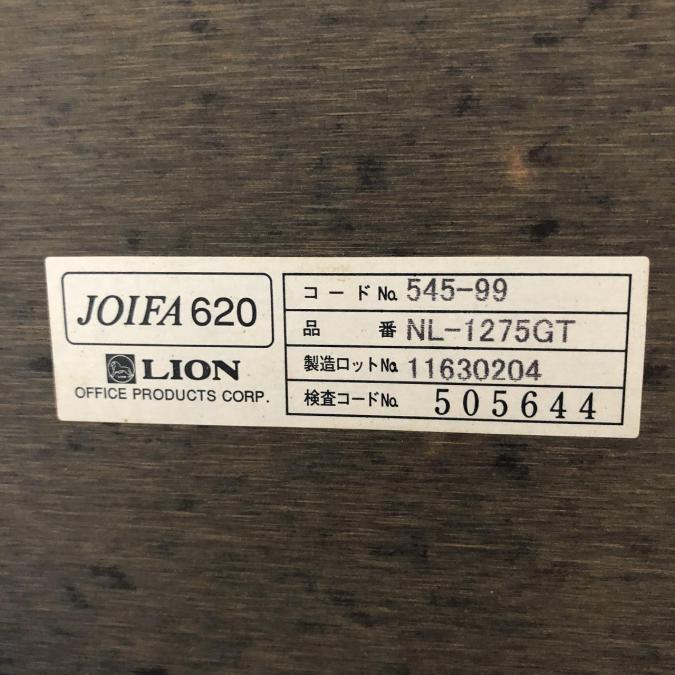 JOIFA 620
LION
OFFICE PRODUCTS CORP.
コードNo. 545-99
品番 NL-1275GT
製造ロットNo. 11630204
検査コードNo. 505644